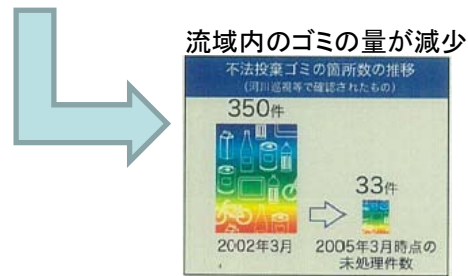 流域内のゴミの量が減少
不法投棄ゴミの箇所数の推移
(河川巡視等で確認されたもの)
350件
33件
2002年3月
2005年3月時点の
未処理件数